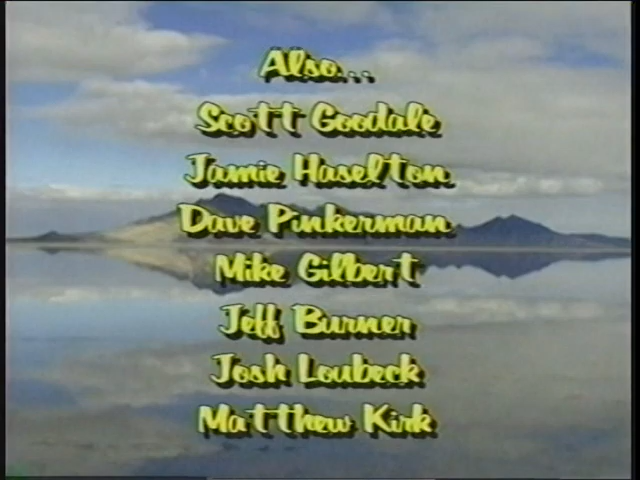 Also...
Scott Goodale
Jamie Haselton
Dave Pinkerman
Mike Gilbert
Jeff Burner
Josh Loubeck
Matthew Kirk